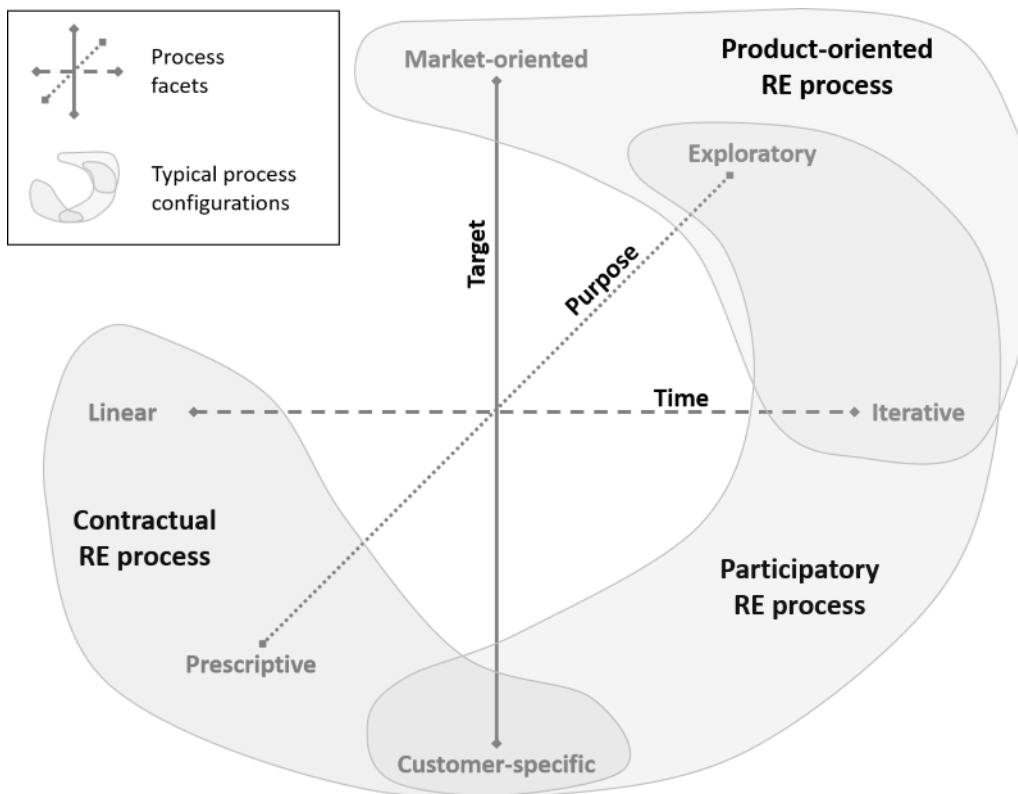 Process
facets
Typical process
configurations
Market-oriented
Product-oriented
RE process
Exploratory
Target
Purpose
Time
Linear
Iterative
Contractual
RE process
Participatory
RE process
Prescriptive
Customer-specific